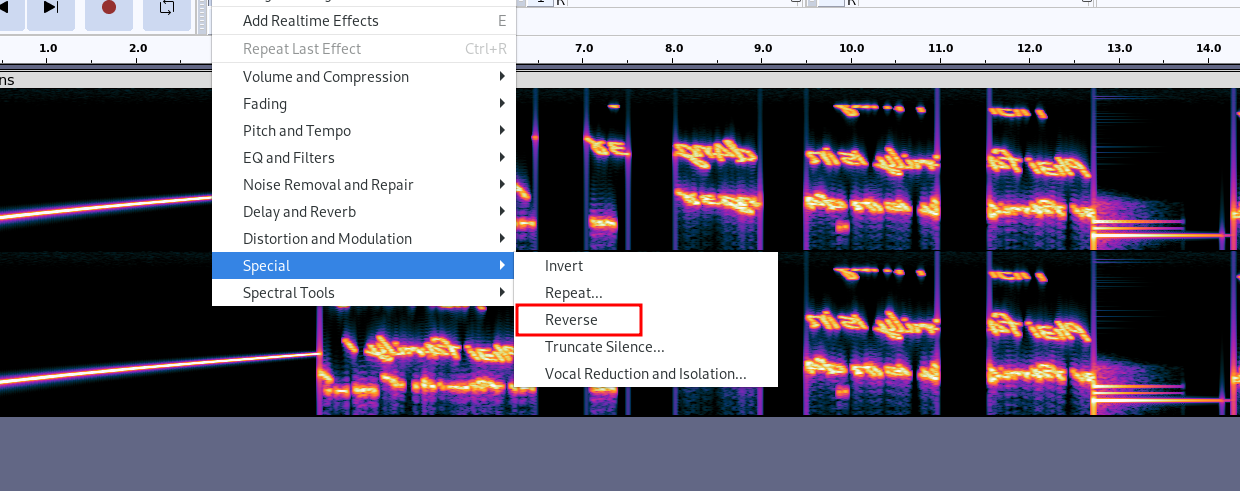 Add Realtime Effects E
Repeat Last Effect Ctrl+R
1.0 2.0 7.0 8.0 9.0 10.0 11.0 12.0 13.0 14.0
Volume and Compression
ns
Fading
Pitch and Tempo
EQ and Filters
Noise Removal and Repair
Delay and Reverb
Distortion and Modulation
Special
Spectral Tools
Invert
Repeat...
Reverse
Truncate Silence...
Vocal Reduction and Isolation...